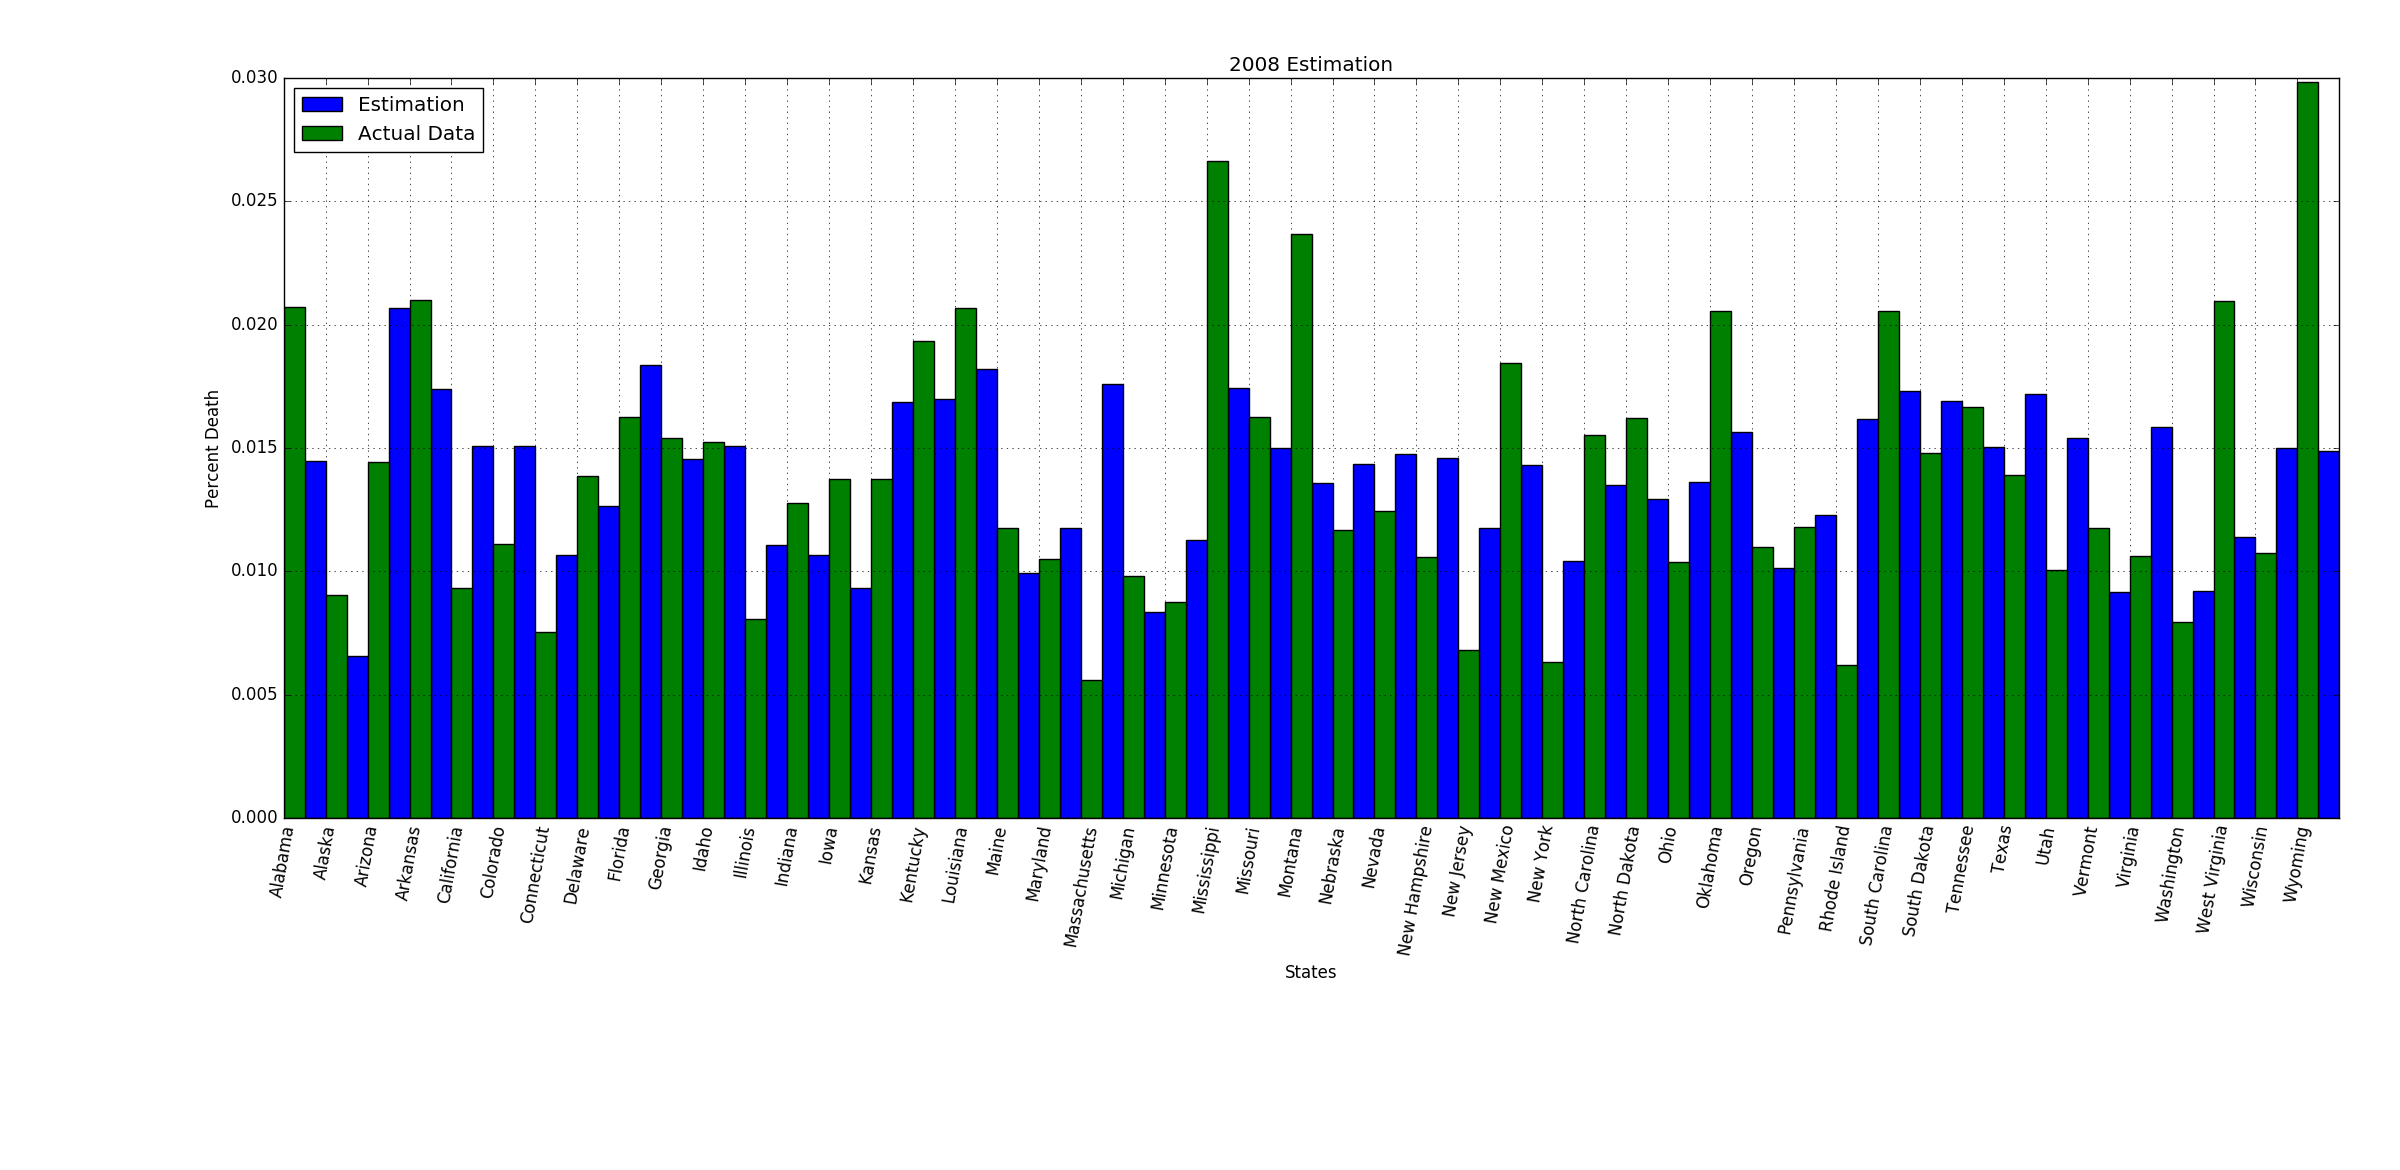 2008 Estimation
Estimation
Actual Data
0.030
0.025
0.020
0.015
0.010
0.005
0.000
Percent Death
Alabama
Alaska
Arizona
Arkansas
California
Colorado
Connecticut
Delaware
Florida
Georgia
Idaho
Illinois
Indiana
Iowa
Kansas
Kentucky
Louisiana
Maine
Maryland
Massachusetts
Michigan
Minnesota
Mississippi
Missouri
Montana
Nebraska
Nevada
New Hampshire
New Jersey
New Mexico
New York
North Carolina
North Dakota
Ohio
Oklahoma
Oregon
Pennsylvania
Rhode Island
South Carolina
South Dakota
Tennessee
Texas
Utah
Vermont
Virginia
Washington
West Virginia
Wisconsin
Wyoming
States